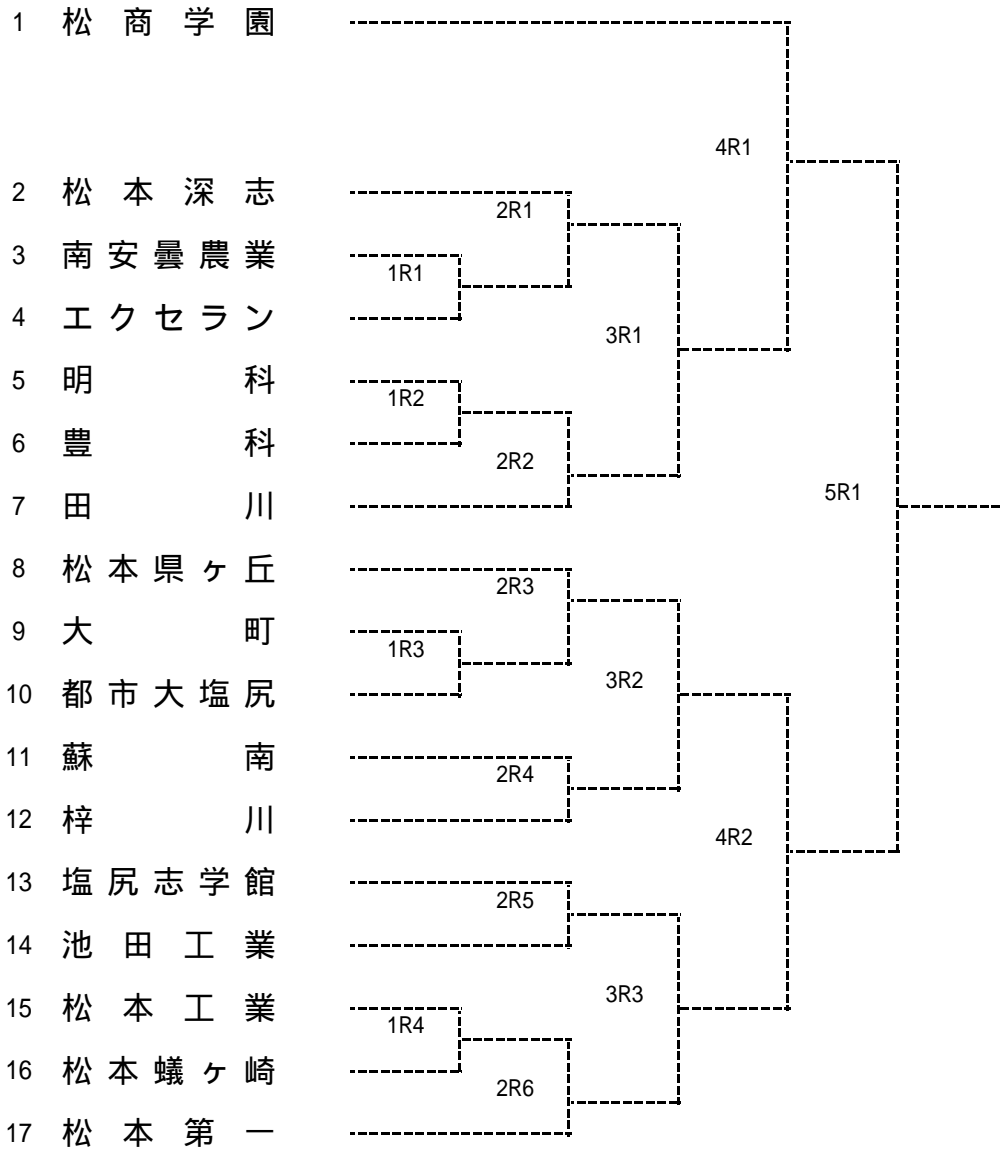 1 松商学園
4R1
2 松本深志
2R1
3 南安曇農業
1R1
4 エクセラン
3R1
5 明科
1R2
6 豊科
2R2
5R1
7 田川
8 松本県ヶ丘
2R3
9 大町
1R3
3R2
10 都市大塩尻
11 蘇南
2R4
12 梓川
4R2
13 塩尻志学館
2R5
14 池田工業
3R3
15 松本工業
1R4
16 松本蟻ヶ崎
2R6
17 松本第一